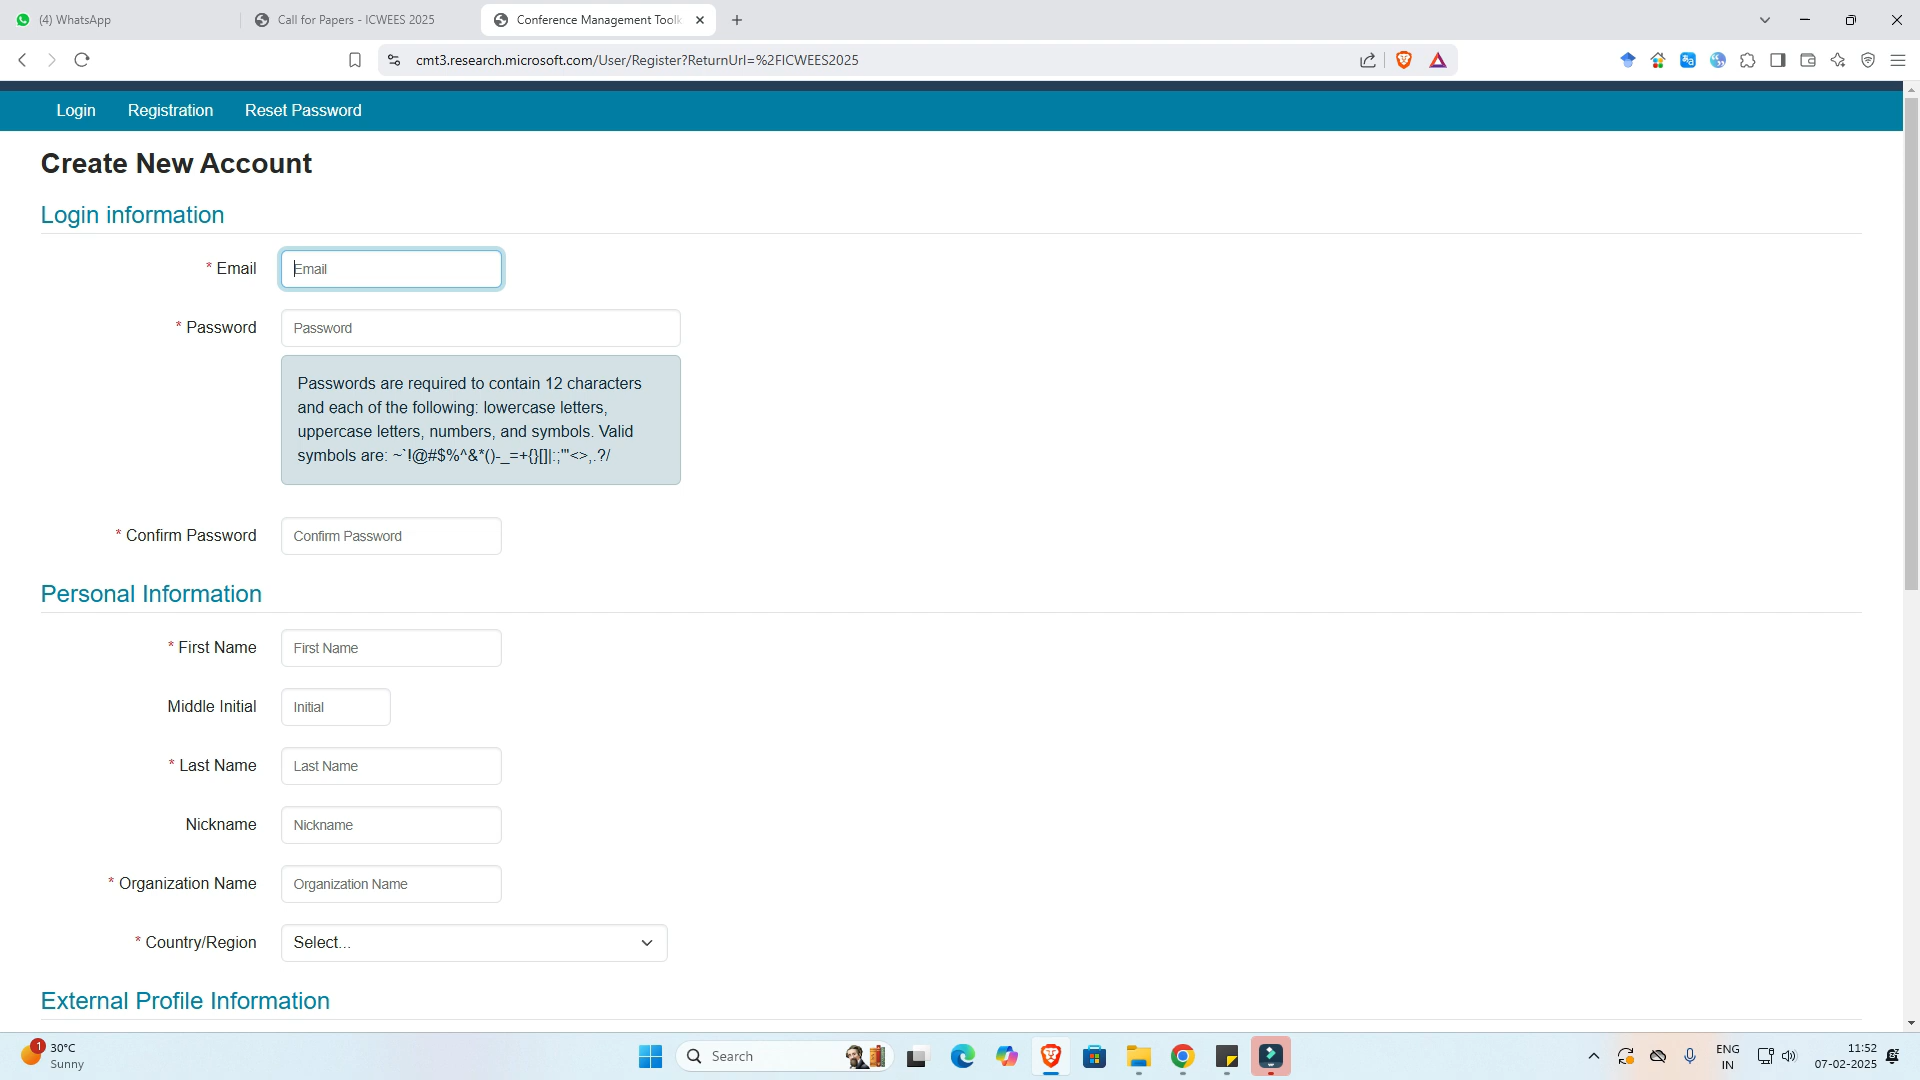 (4) WhatsApp
Call for Papers - ICWEES 2025
Conference Management Toolk
cmt3.research.microsoft.com/User/Register?ReturnUrl=%2FICWEES2025
Login Registration Reset Password
Create New Account
Login information
* Email Email
* Password Password
Passwords are required to contain 12 characters
and each of the following: lowercase letters,
uppercase letters, numbers, and symbols. Valid
symbols are: ~`!@#$%^&*()-_=+{}[]|:;"'<>,.?/
* Confirm Password Confirm Password
Personal Information
* First Name First Name
Middle Initial Initial
* Last Name Last Name
Nickname Nickname
* Organization Name Organization Name
* Country/Region Select...
External Profile Information
1
30°C
Sunny
Search
ENG
IN
11:52
07-02-2025